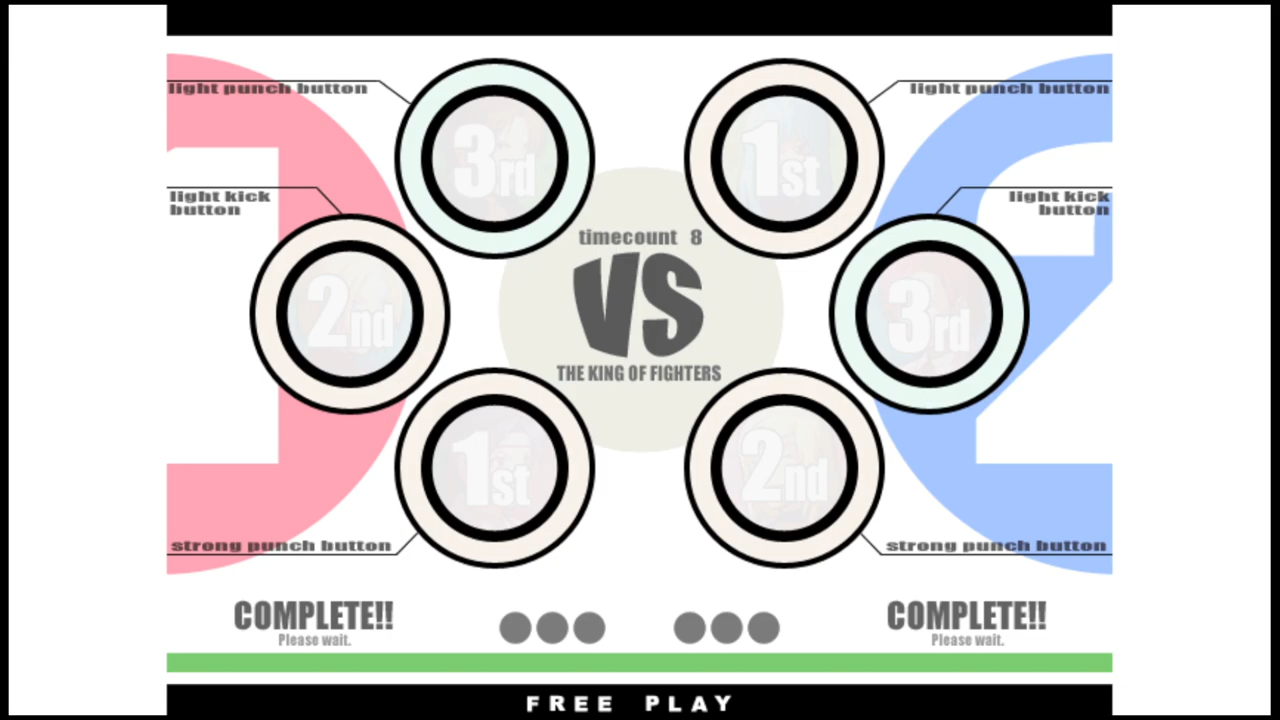 light punch button
light punch button
3rd
1st
light kick
button
light kick
button
timecount 8
VS
2nd
3rd
THE KING OF FIGHTERS
1st
2nd
strong punch button
strong punch button
COMPLETE!!
Please wait.
COMPLETE!!
Please wait.
FREE PLAY